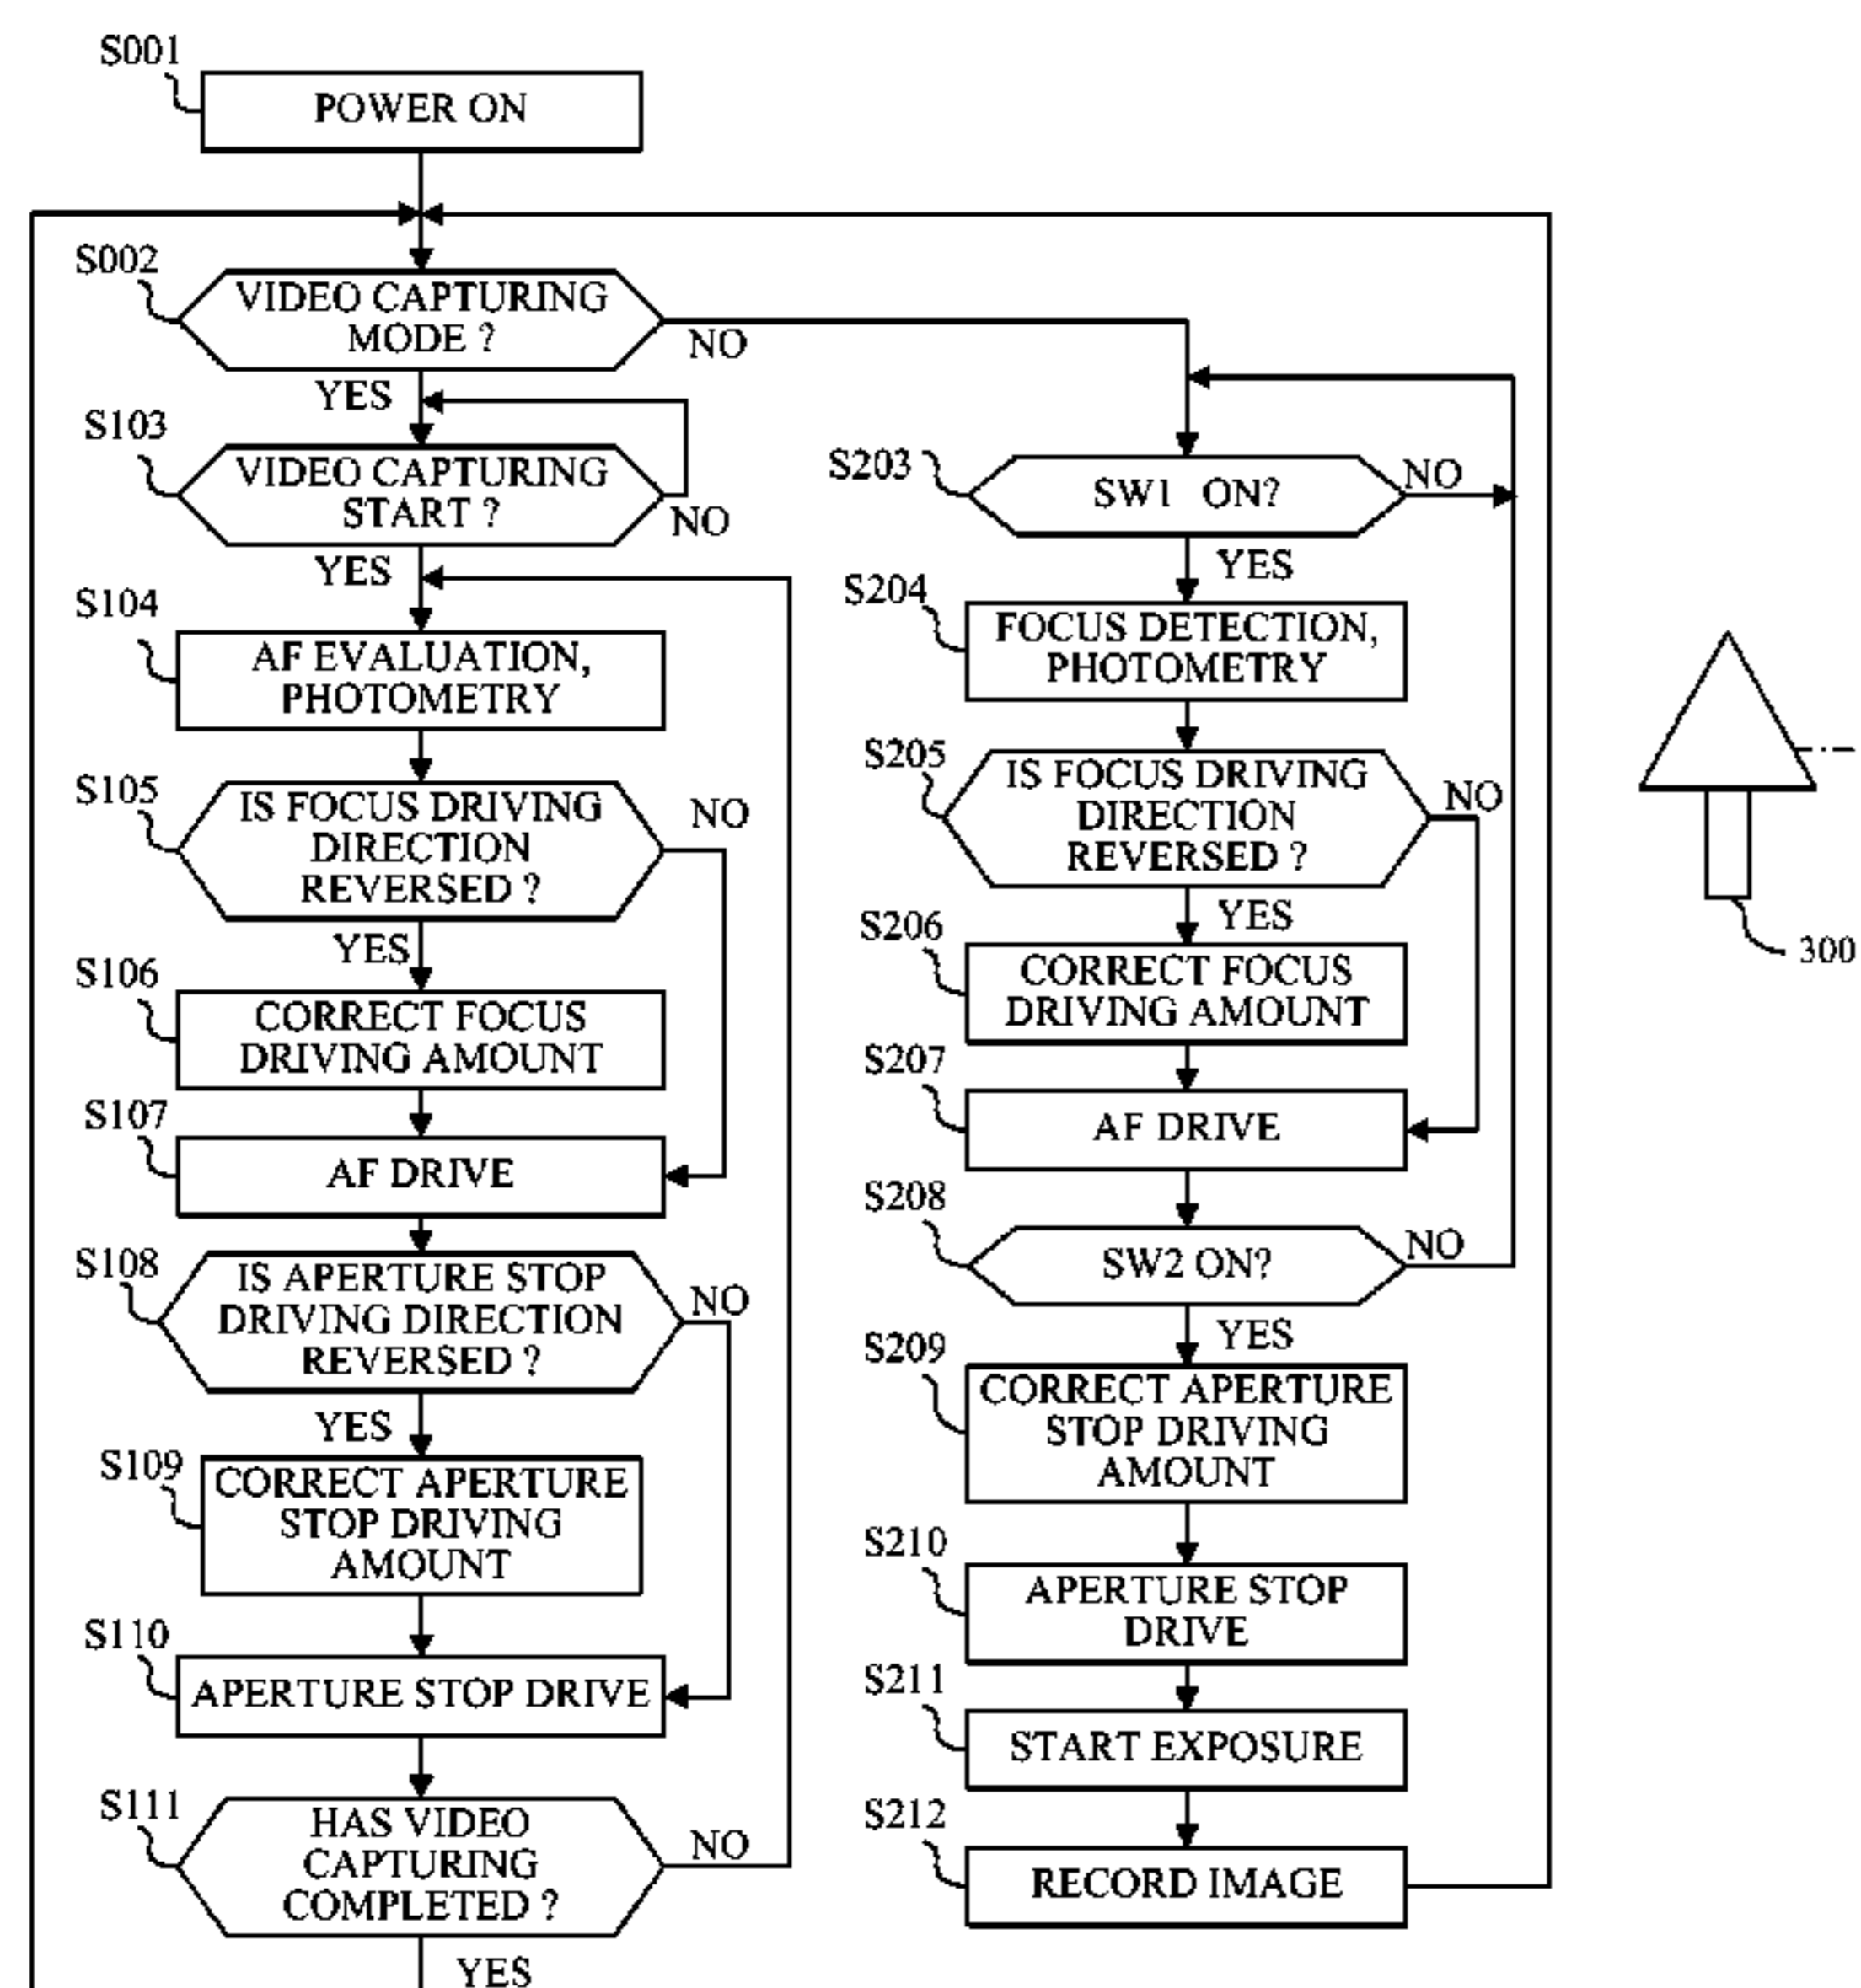 S001
POWER ON
S002
VIDEO CAPTURING
MODE ?
NO
YES
S103
VIDEO CAPTURING
START ?
NO
YES
S104
AF EVALUATION,
PHOTOMETRY
S105
IS FOCUS DRIVING
DIRECTION
REVERSED ?
NO
YES
S106
CORRECT FOCUS
DRIVING AMOUNT
S107
AF DRIVE
S108
IS APERTURE STOP
DRIVING DIRECTION
REVERSED ?
NO
YES
S109
CORRECT APERTURE
STOP DRIVING
AMOUNT
S110
APERTURE STOP DRIVE
S111
HAS VIDEO
CAPTURING
COMPLETED ?
NO
YES
S203
SW1 ON?
NO
YES
S204
FOCUS DETECTION,
PHOTOMETRY
S205
IS FOCUS DRIVING
DIRECTION
REVERSED ?
NO
YES
S206
CORRECT FOCUS
DRIVING AMOUNT
S207
AF DRIVE
S208
SW2 ON?
NO
YES
S209
CORRECT APERTURE
STOP DRIVING
AMOUNT
S210
APERTURE STOP
DRIVE
S211
START EXPOSURE
S212
RECORD IMAGE
300